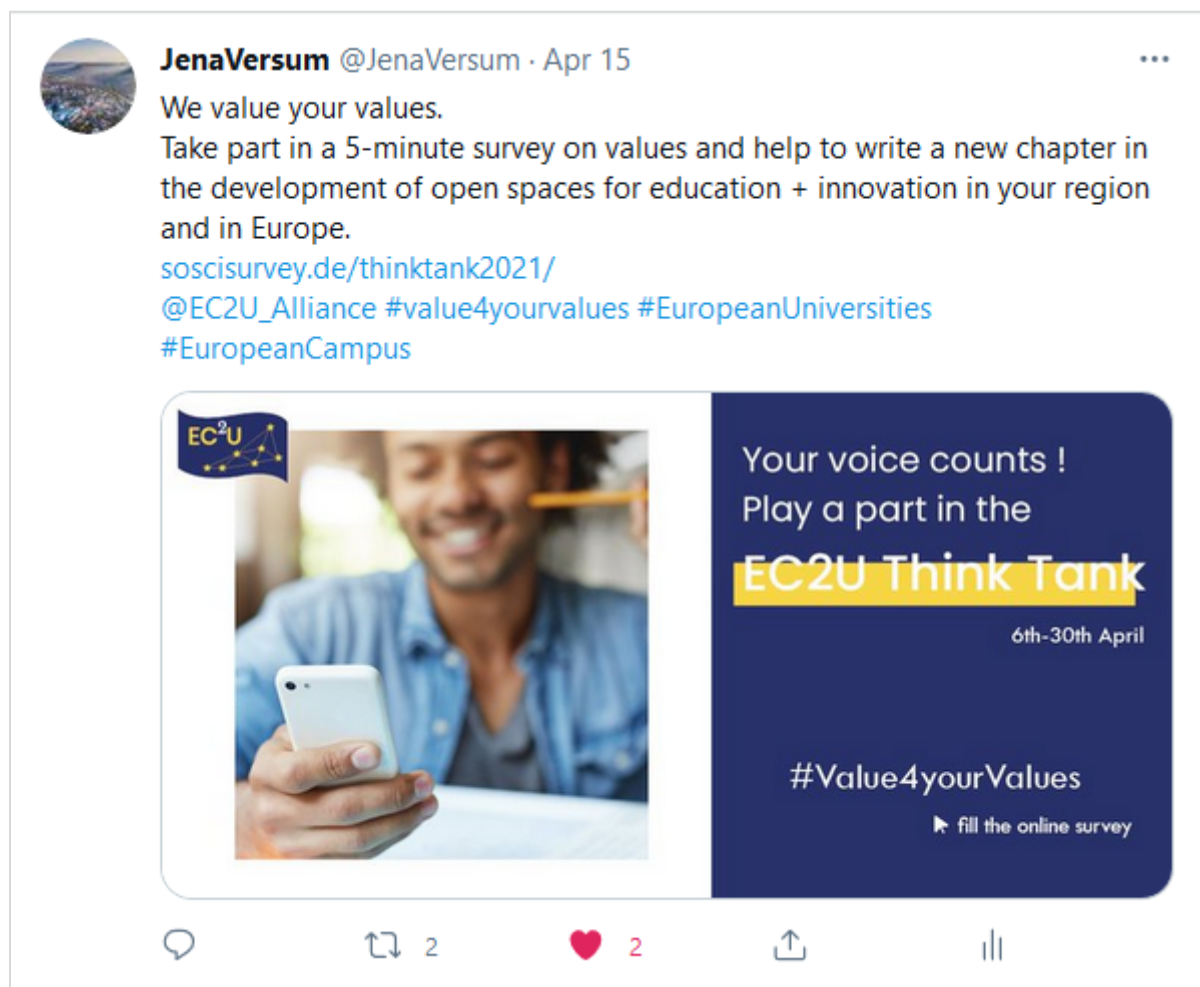 JenaVersum @JenaVersum · Apr 15
We value your values.
Take part in a 5-minute survey on values and help to write a new chapter in
the development of open spaces for education + innovation in your region
and in Europe.
soscisurvey.de/thinktank2021/
@EC2U_Alliance #value4yourvalues #EuropeanUniversities
#EuropeanCampus
EC²U
Your voice counts !
Play a part in the
EC2U Think Tank
6th-30th April
#Value4yourValues
fill the online survey
2
2